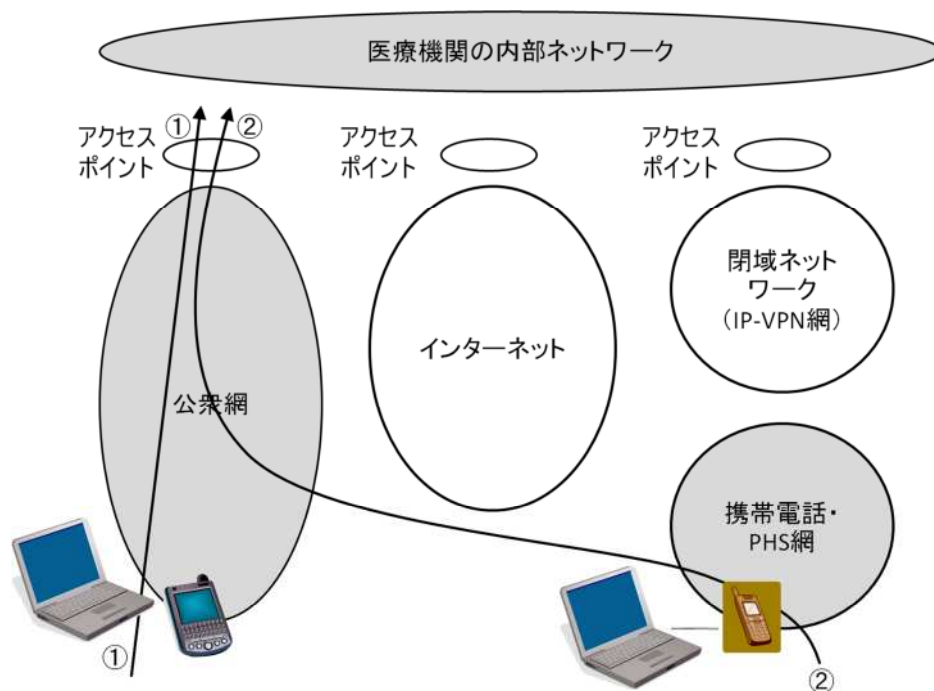 医療機関の内部ネットワーク
① ②
アクセス
ポイント
アクセス
ポイント
アクセス
ポイント
公衆網
インターネット
閉域ネット
ワーク
（IP-VPN網）
携帯電話・
PHS網
①
②